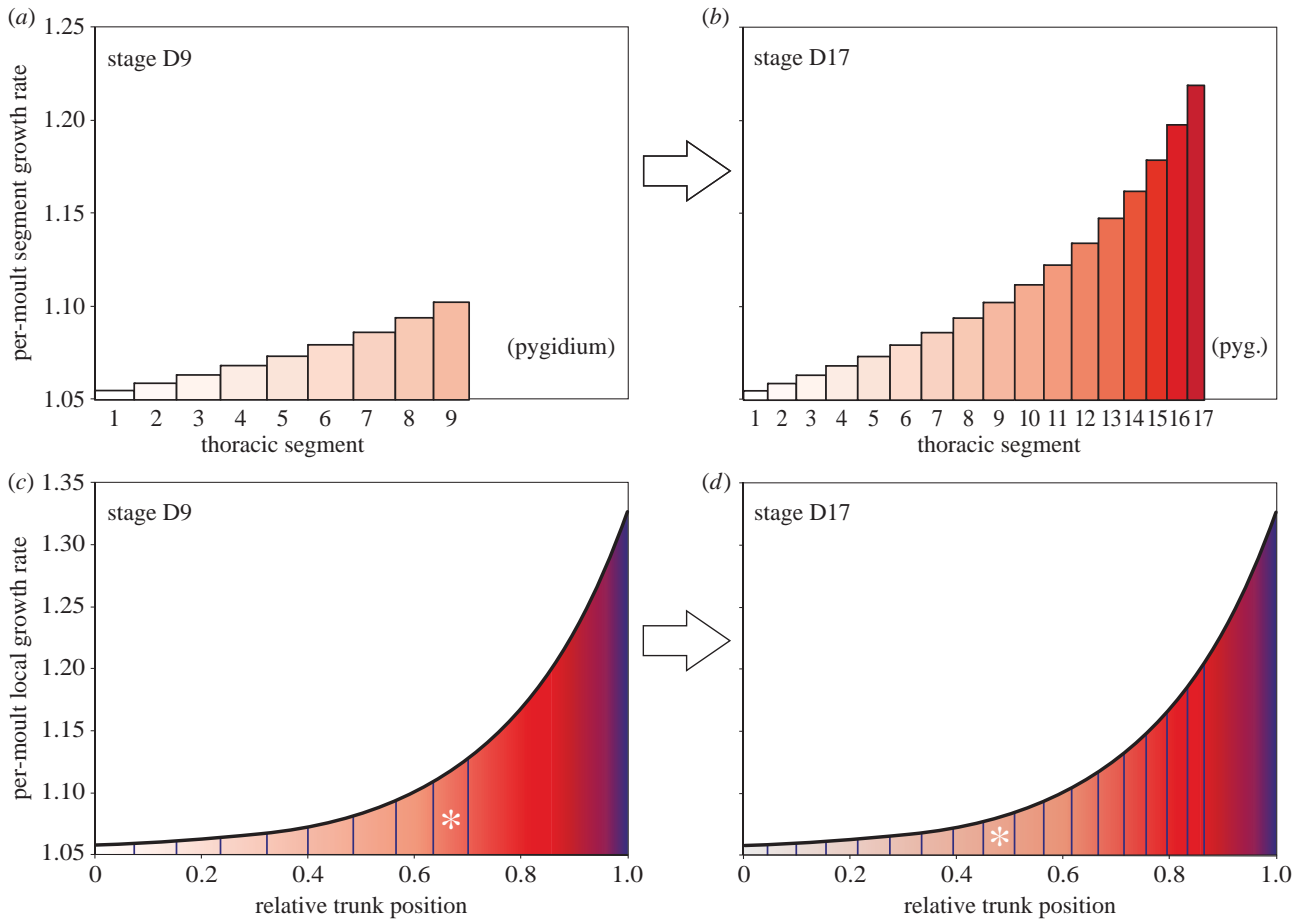 (a)
1.25
1.20
1.15
1.10
1.05
per-moult segment growth rate
stage D9
(pygidium)
1 2 3 4 5 6 7 8 9
thoracic segment
(b)
stage D17
(pyg.)
1 2 3 4 5 6 7 8 9 10 11 12 13 14 15 16 17
thoracic segment
(c)
1.35
1.30
1.25
1.20
1.15
1.10
1.05
per-moult local growth rate
stage D9
*
0 0.2 0.4 0.6 0.8 1.0
relative trunk position
(d)
stage D17
*
0 0.2 0.4 0.6 0.8 1.0
relative trunk position